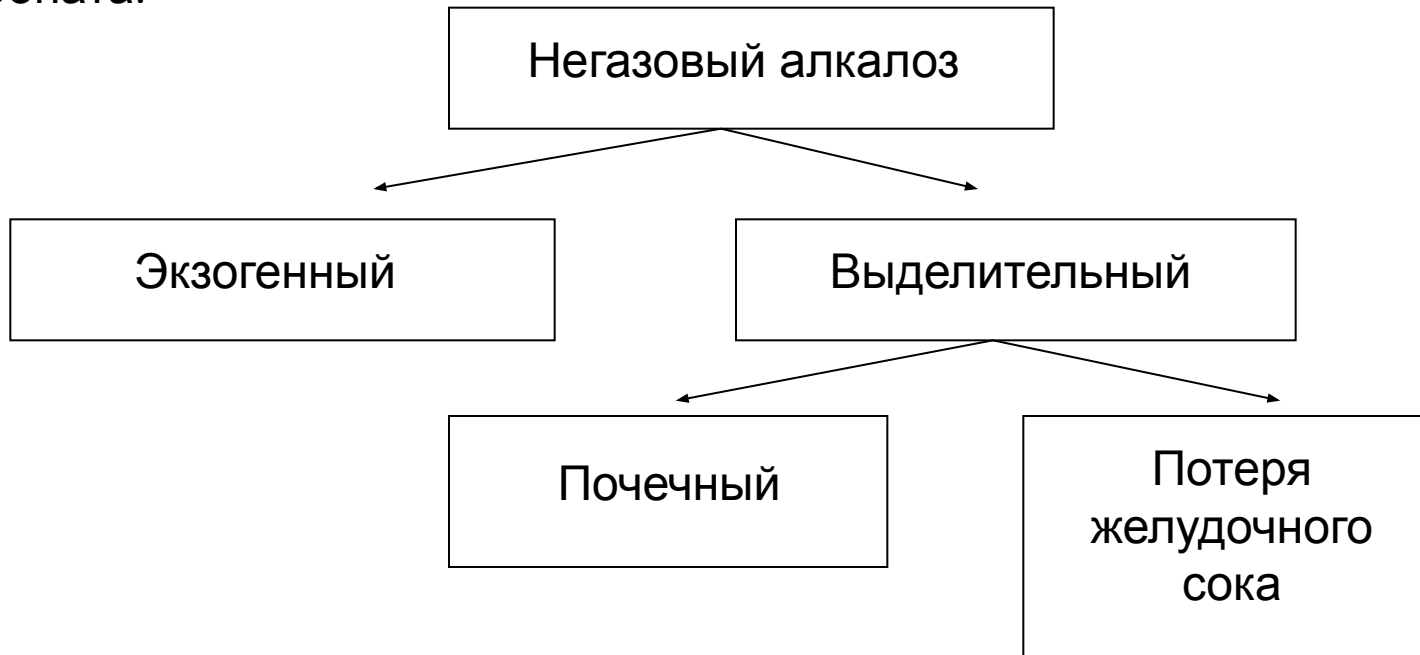 Негазовый алкалоз
Экзогенный
Выделительный
Почечный
Потеря
желудочного
сока